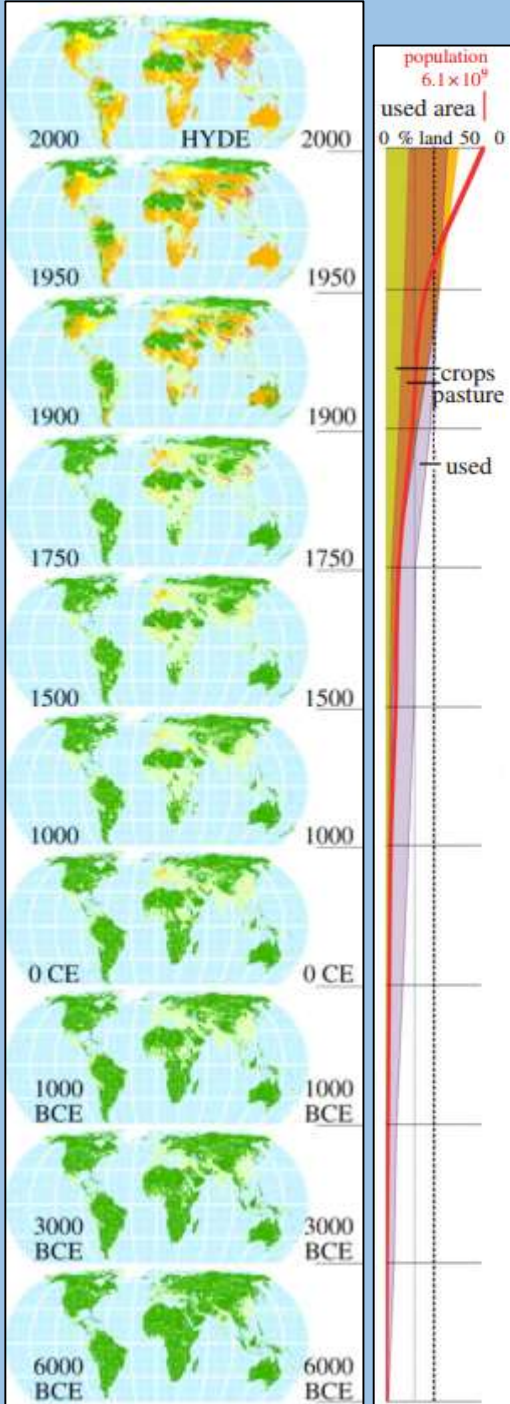 2000 HYDE 2000
1950 1950
1900 1900
1750 1750
1500 1500
1000 1000
0 CE 0 CE
1000 1000
BCE BCE
3000 3000
BCE BCE
6000 6000
BCE BCE
population
6.1×10⁹
used area
0 % land 50 0
crops
pasture
used